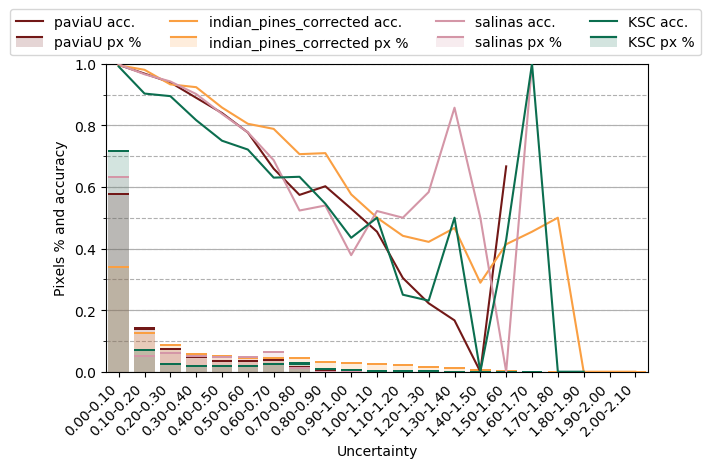 paviaU acc. indian_pines_corrected acc. salinas acc. KSC acc.
paviaU px % indian_pines_corrected px % salinas px % KSC px %
1.0
0.8
0.6
0.4
0.2
0.0
Pixels % and accuracy
0.00-0.10 0.10-0.20 0.20-0.30 0.30-0.40 0.40-0.50 0.50-0.60 0.60-0.70 0.70-0.80 0.80-0.90 0.90-1.00 1.00-1.10 1.10-1.20 1.20-1.30 1.30-1.40 1.40-1.50 1.50-1.60 1.60-1.70 1.70-1.80 1.80-1.90 1.90-2.00 2.00-2.10
Uncertainty